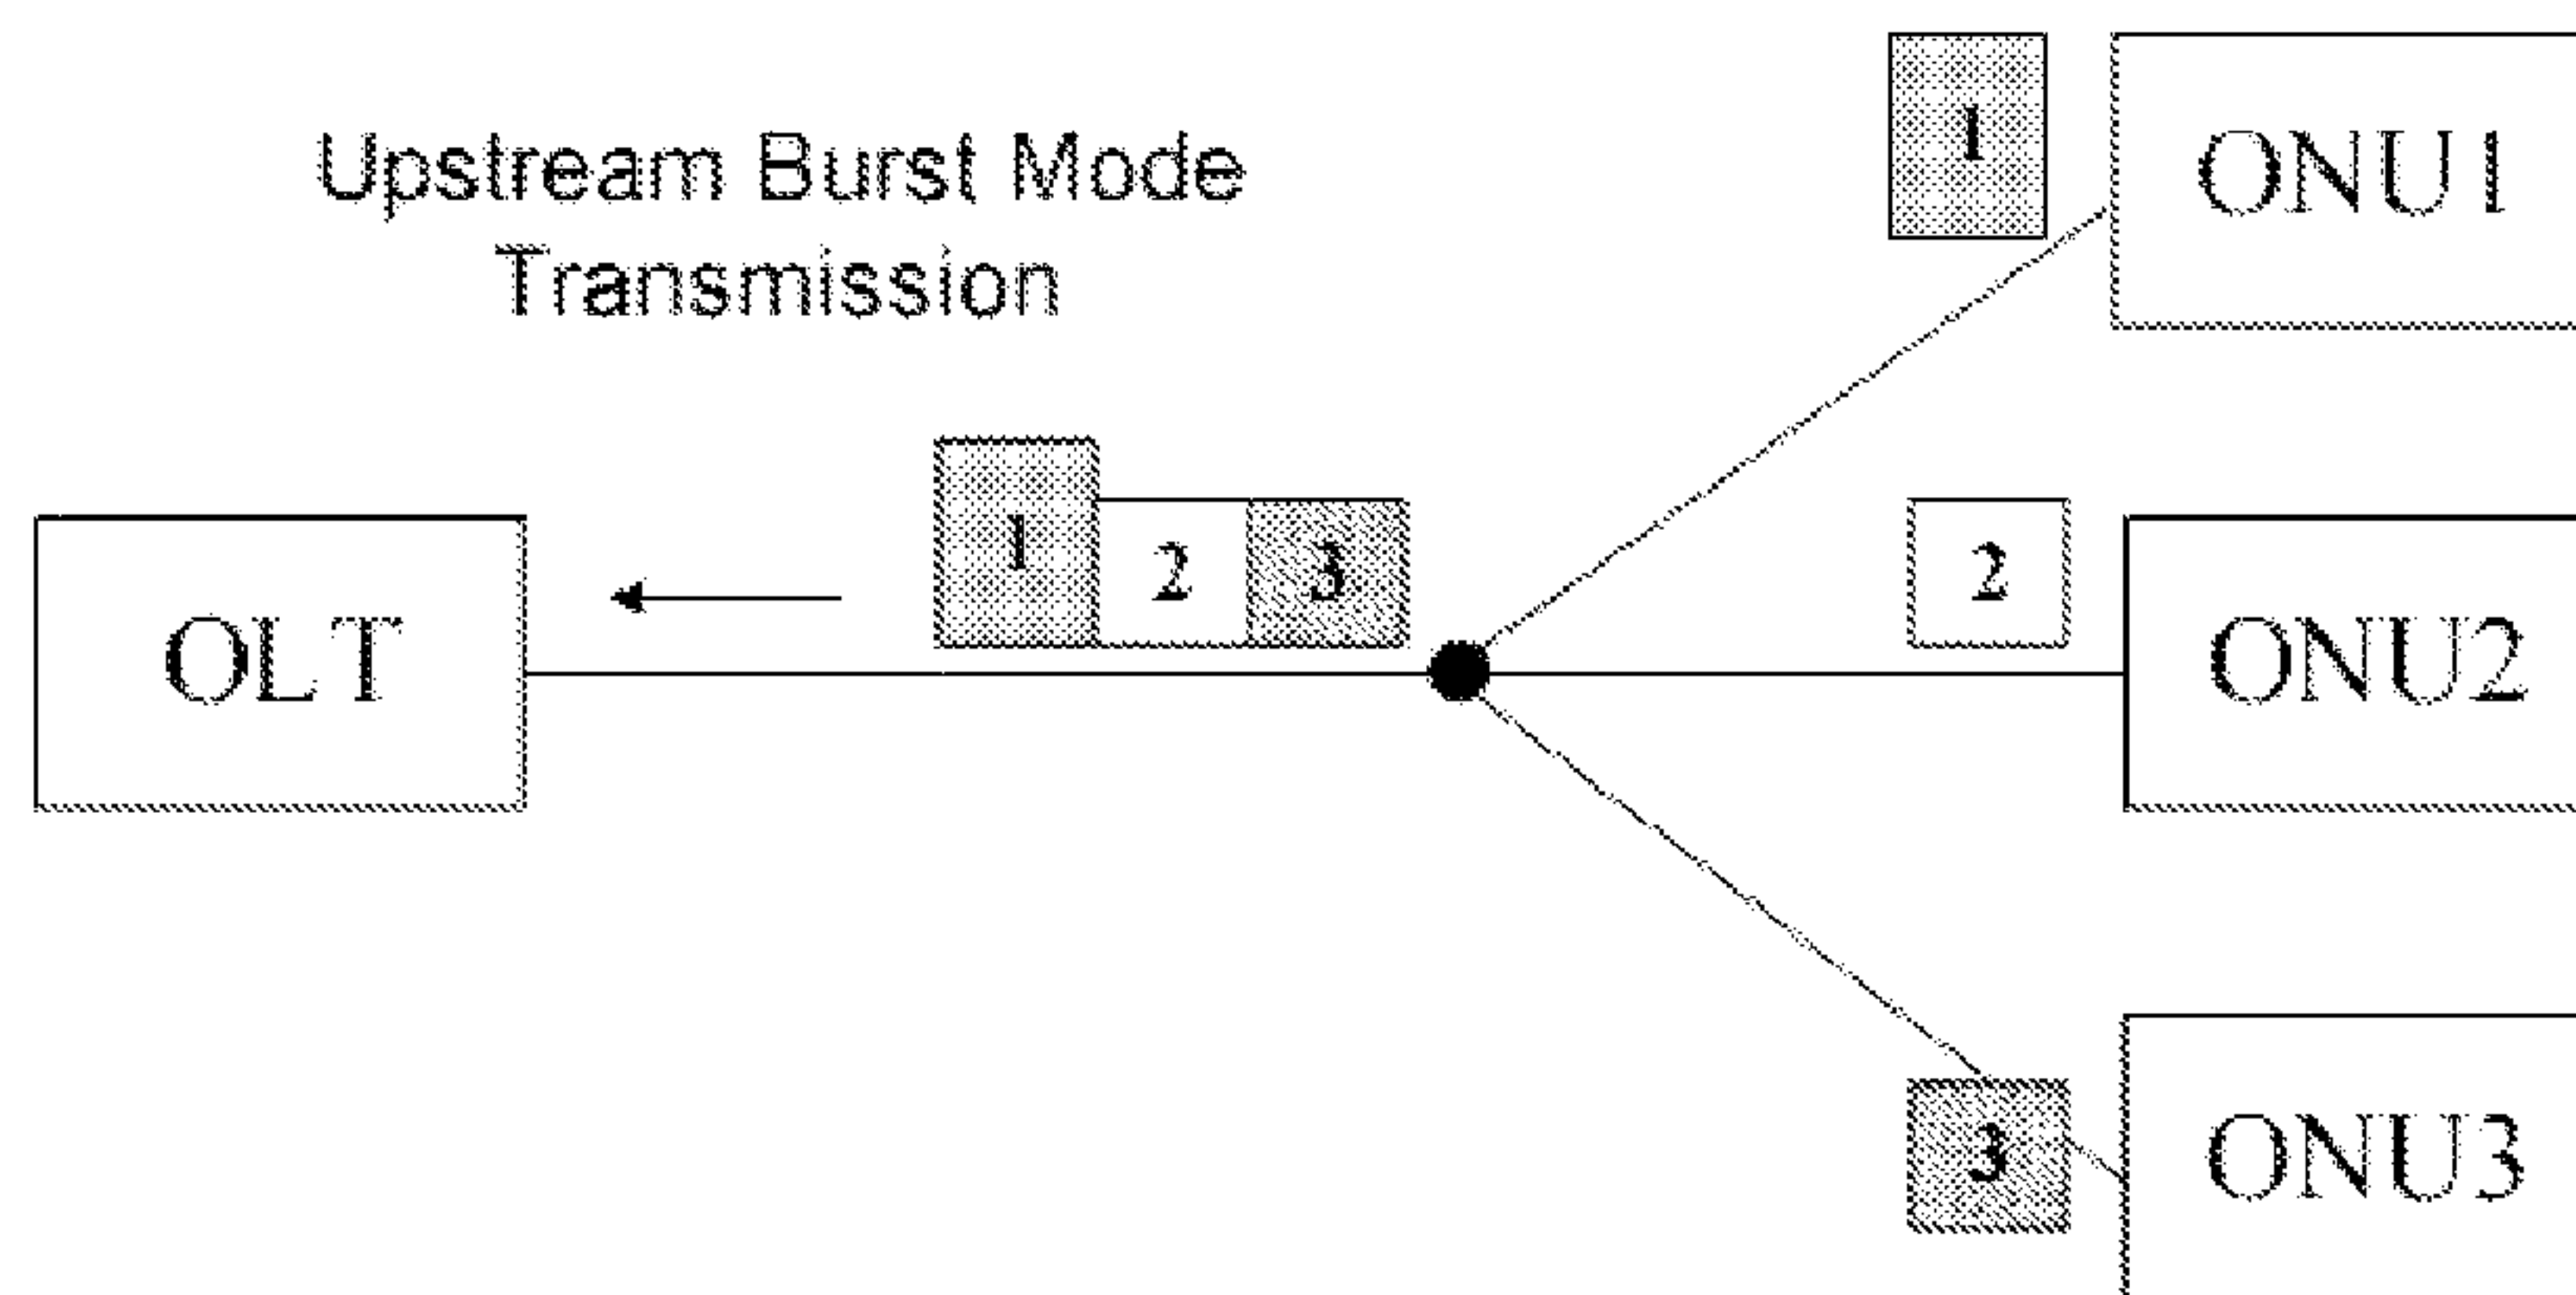 Upstream Burst Mode
Transmission
1
ONU1
1
2
3
2
OLT
ONU2
3
ONU3